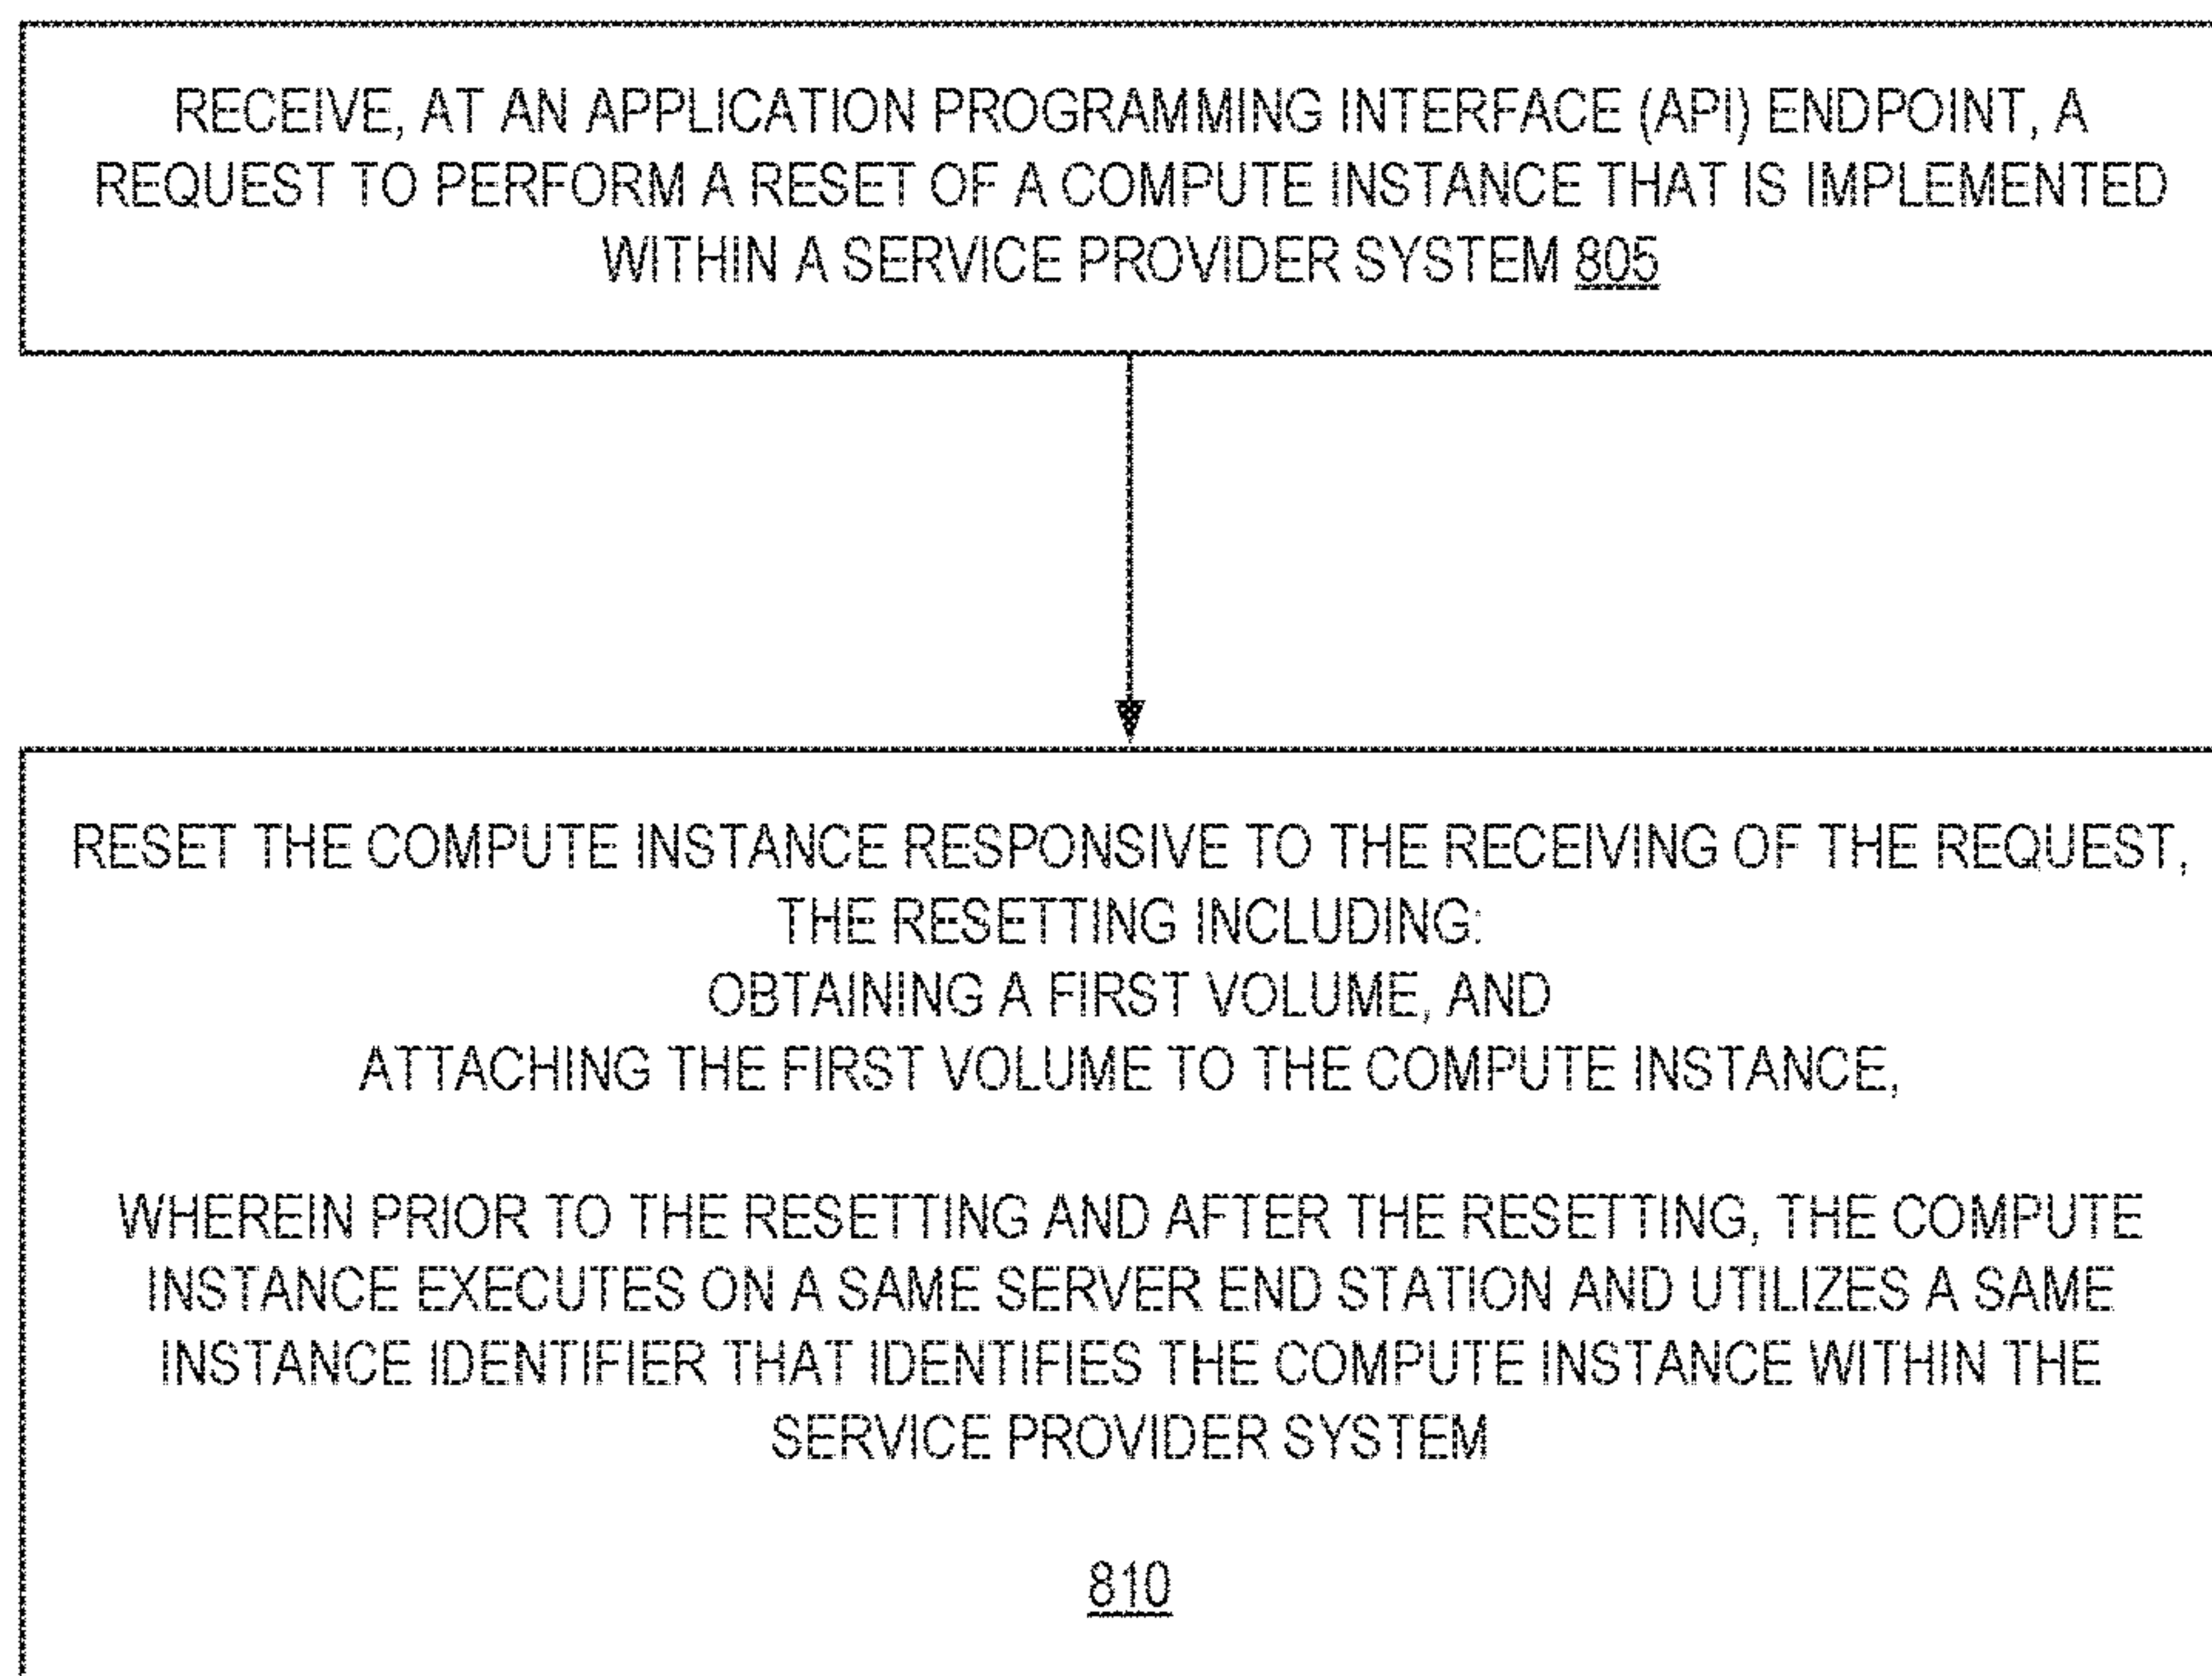 RECEIVE, AT AN APPLICATION PROGRAMMING INTERFACE (API) ENDPOINT, A
REQUEST TO PERFORM A RESET OF A COMPUTE INSTANCE THAT IS IMPLEMENTED
WITHIN A SERVICE PROVIDER SYSTEM 805
RESET THE COMPUTE INSTANCE RESPONSIVE TO THE RECEIVING OF THE REQUEST,
THE RESETTING INCLUDING:
OBTAINING A FIRST VOLUME, AND
ATTACHING THE FIRST VOLUME TO THE COMPUTE INSTANCE,
WHEREIN PRIOR TO THE RESETTING AND AFTER THE RESETTING, THE COMPUTE
INSTANCE EXECUTES ON A SAME SERVER END STATION AND UTILIZES A SAME
INSTANCE IDENTIFIER THAT IDENTIFIES THE COMPUTE INSTANCE WITHIN THE
SERVICE PROVIDER SYSTEM
810